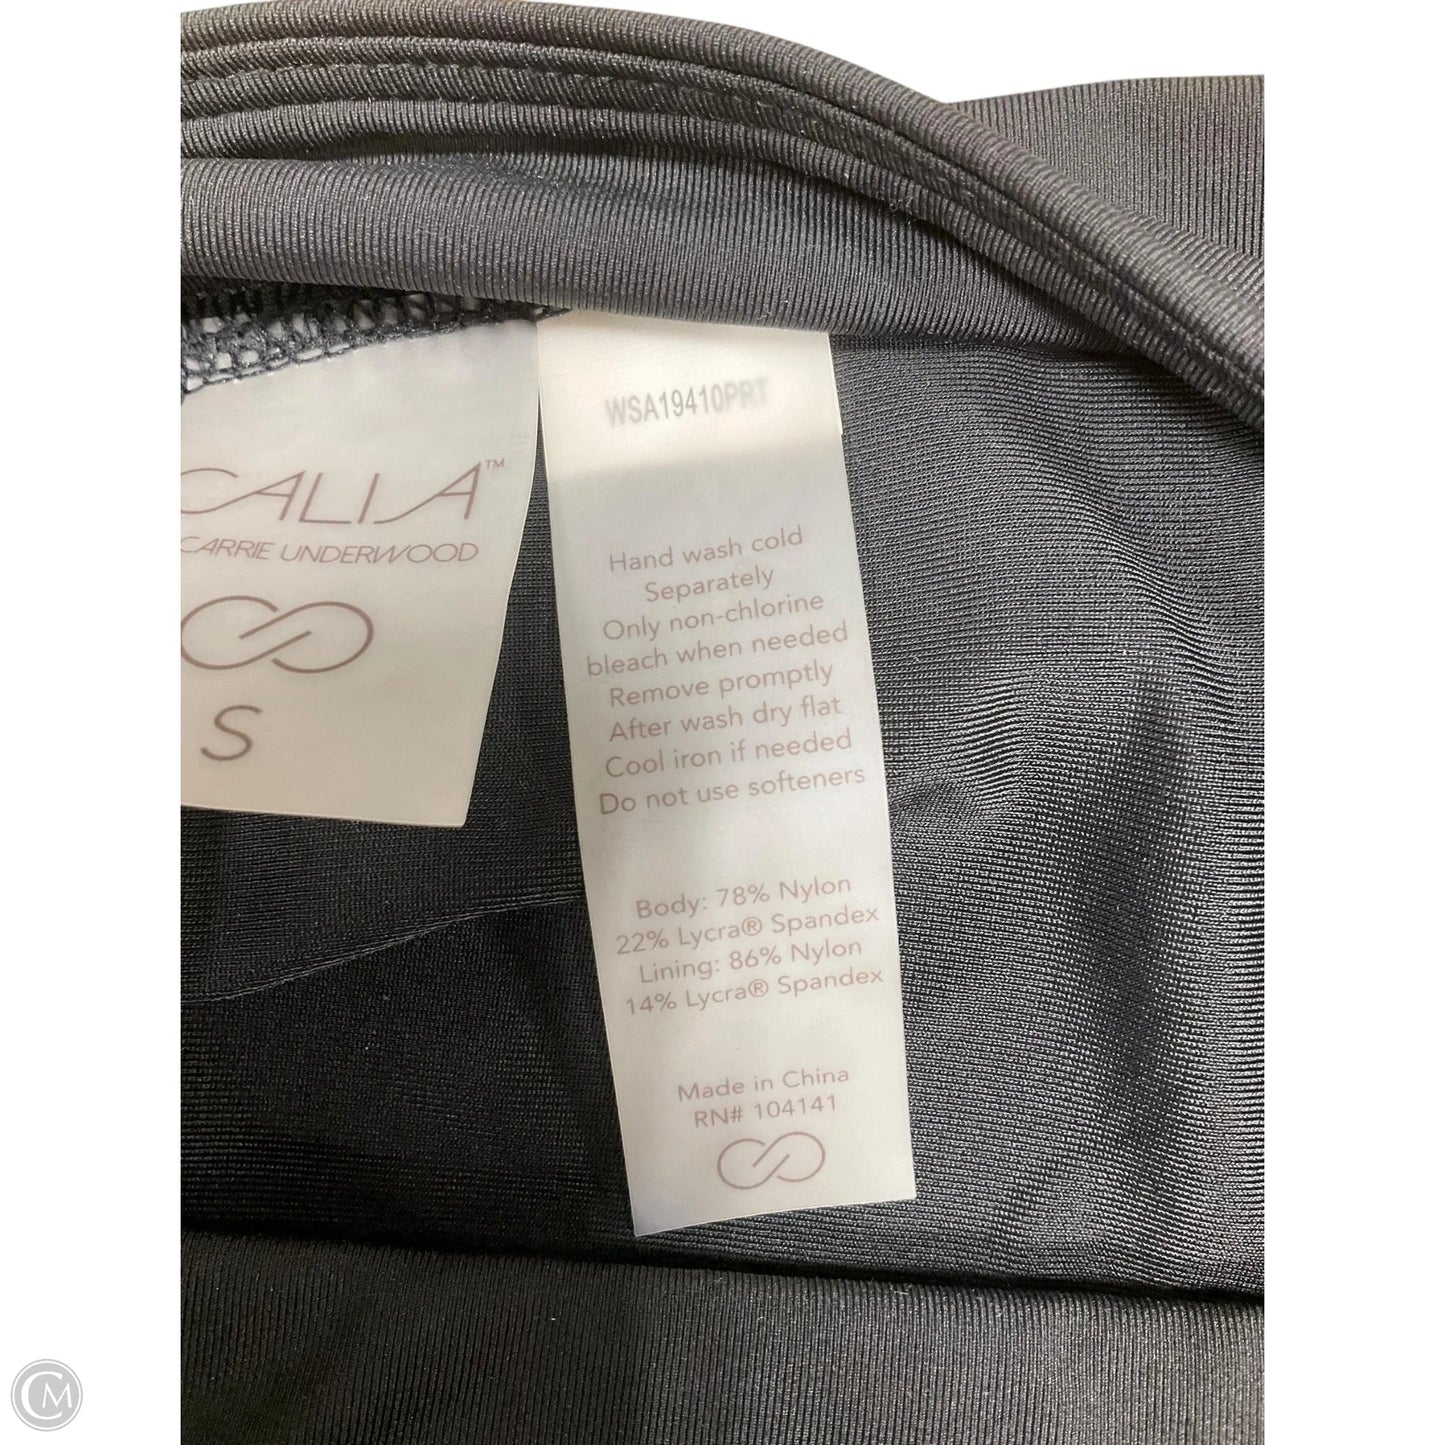 CALIA™
CARRIE UNDERWOOD
S
WSA19410PRT
Hand wash cold
Separately
Only non-chlorine
bleach when needed
Remove promptly
After wash dry flat
Cool iron if needed
Do not use softeners
Body: 78% Nylon
22% Lycra® Spandex
Lining: 86% Nylon
14% Lycra® Spandex
Made in China
RN# 104141
CM